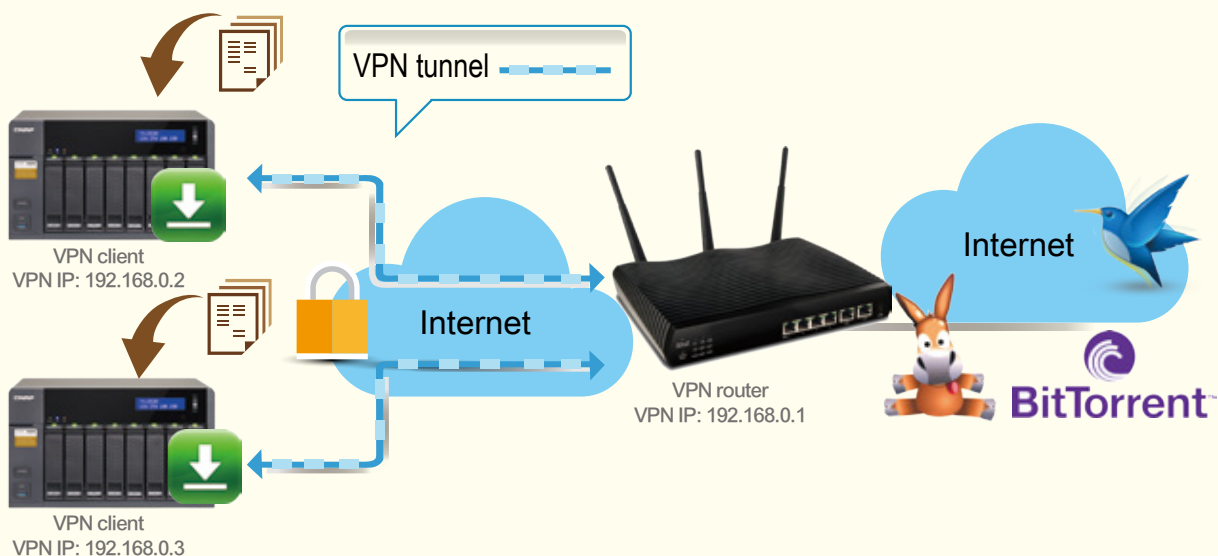 VPN tunnel
VPN client
VPN IP: 192.168.0.2
Internet
VPN router
VPN IP: 192.168.0.1
Internet
BitTorrent
VPN client
VPN IP: 192.168.0.3